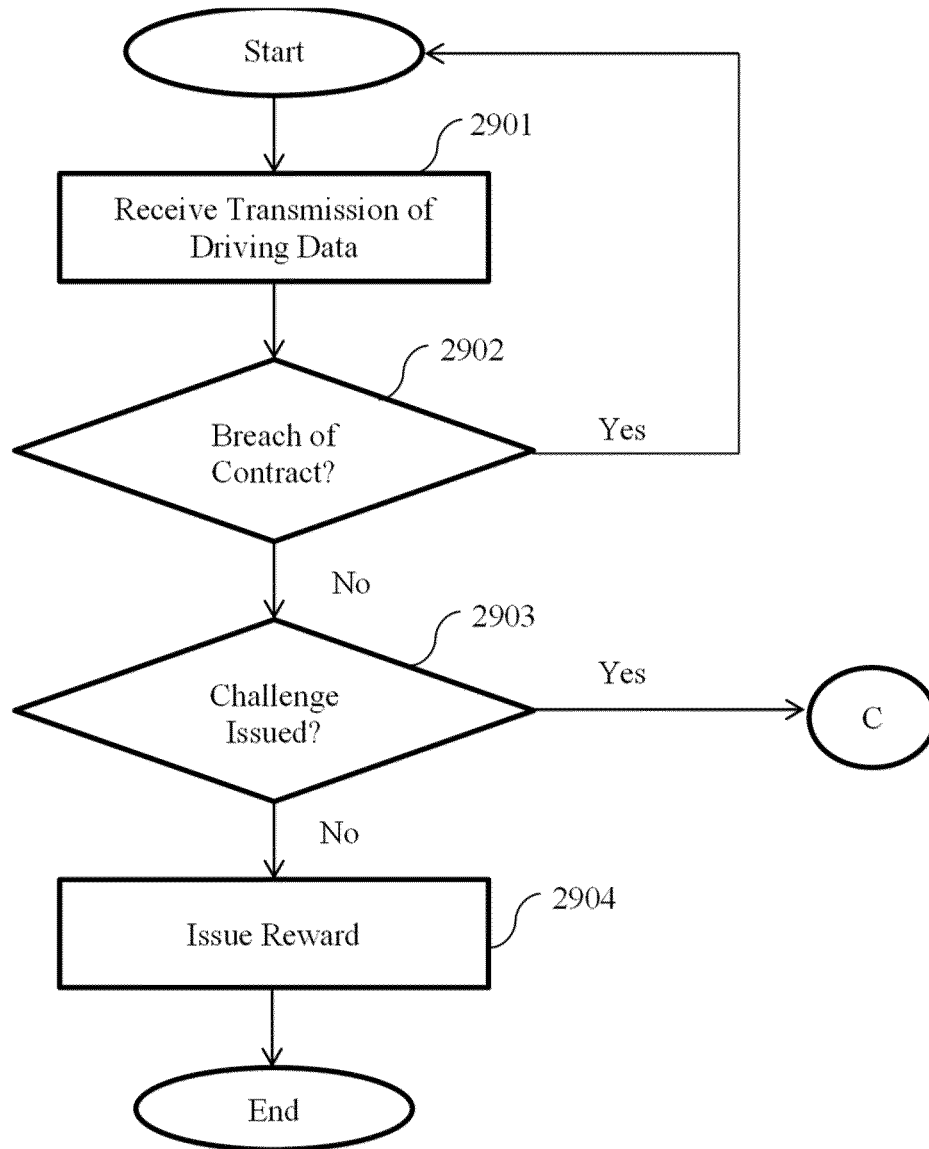 Start
2901
Receive Transmission of
Driving Data
2902
Breach of
Contract?
Yes
No
2903
Challenge
Issued?
Yes
C
No
2904
Issue Reward
End